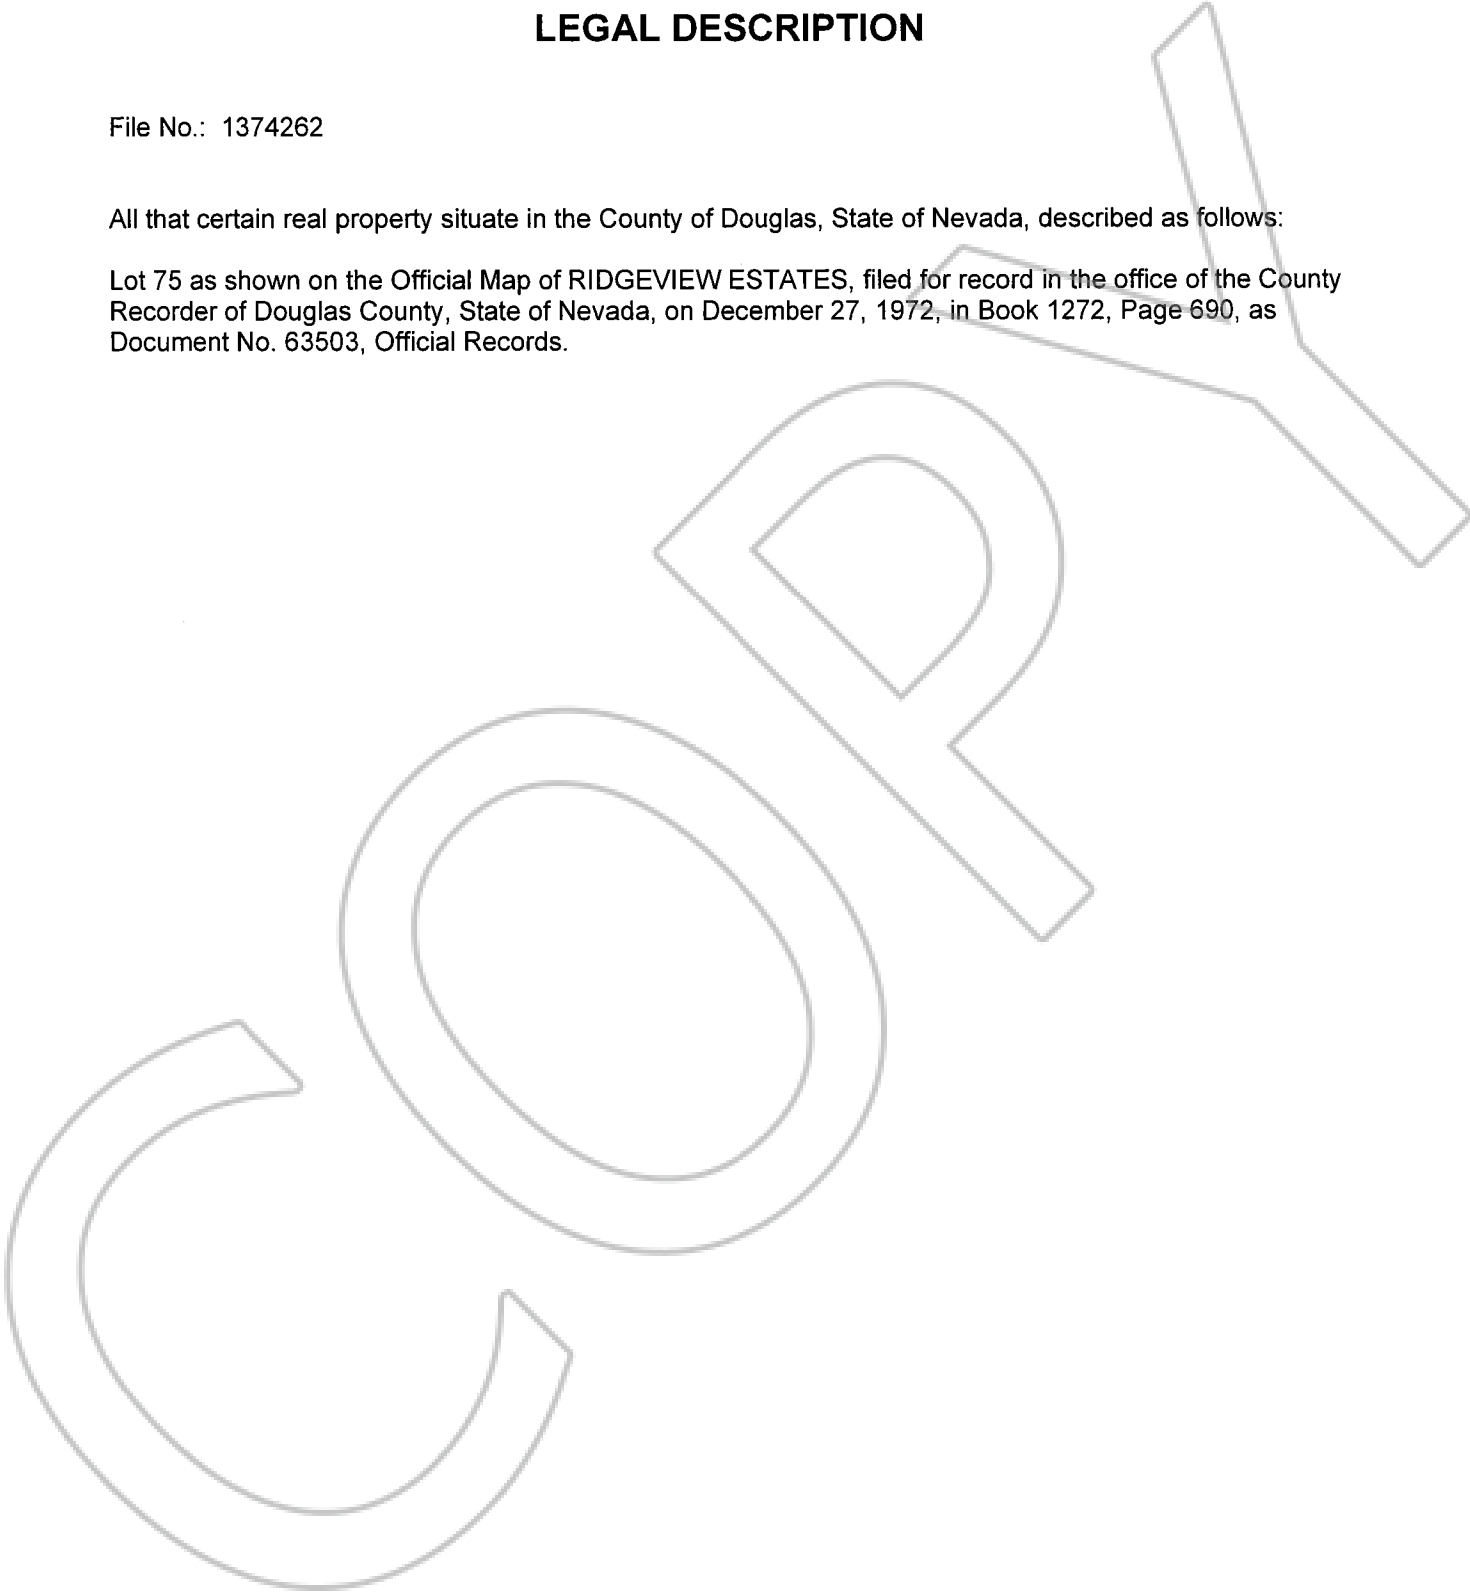 LEGAL DESCRIPTION
File No.: 1374262
All that certain real property situate in the County of Douglas, State of Nevada, described as follows:
Lot 75 as shown on the Official Map of RIDGEVIEW ESTATES, filed for record in the office of the County
Recorder of Douglas County, State of Nevada, on December 27, 1972, in Book 1272, Page 690, as
Document No. 63503, Official Records.
COPY